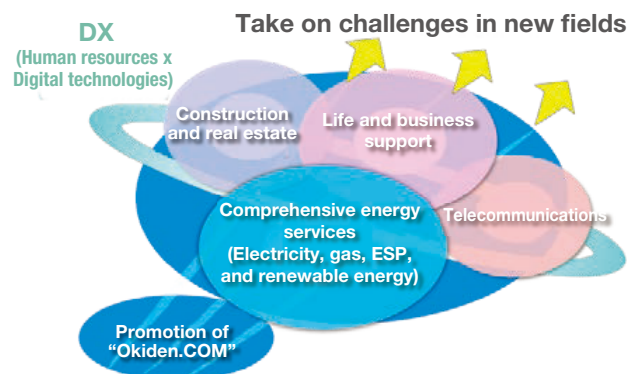 Take on challenges in new fields
DX
(Human resources x
Digital technologies)
Construction
and real estate
Life and business
support
Telecommunications
Comprehensive energy
services
(Electricity, gas, ESP,
and renewable energy)
Promotion of
“Okiden.COM”